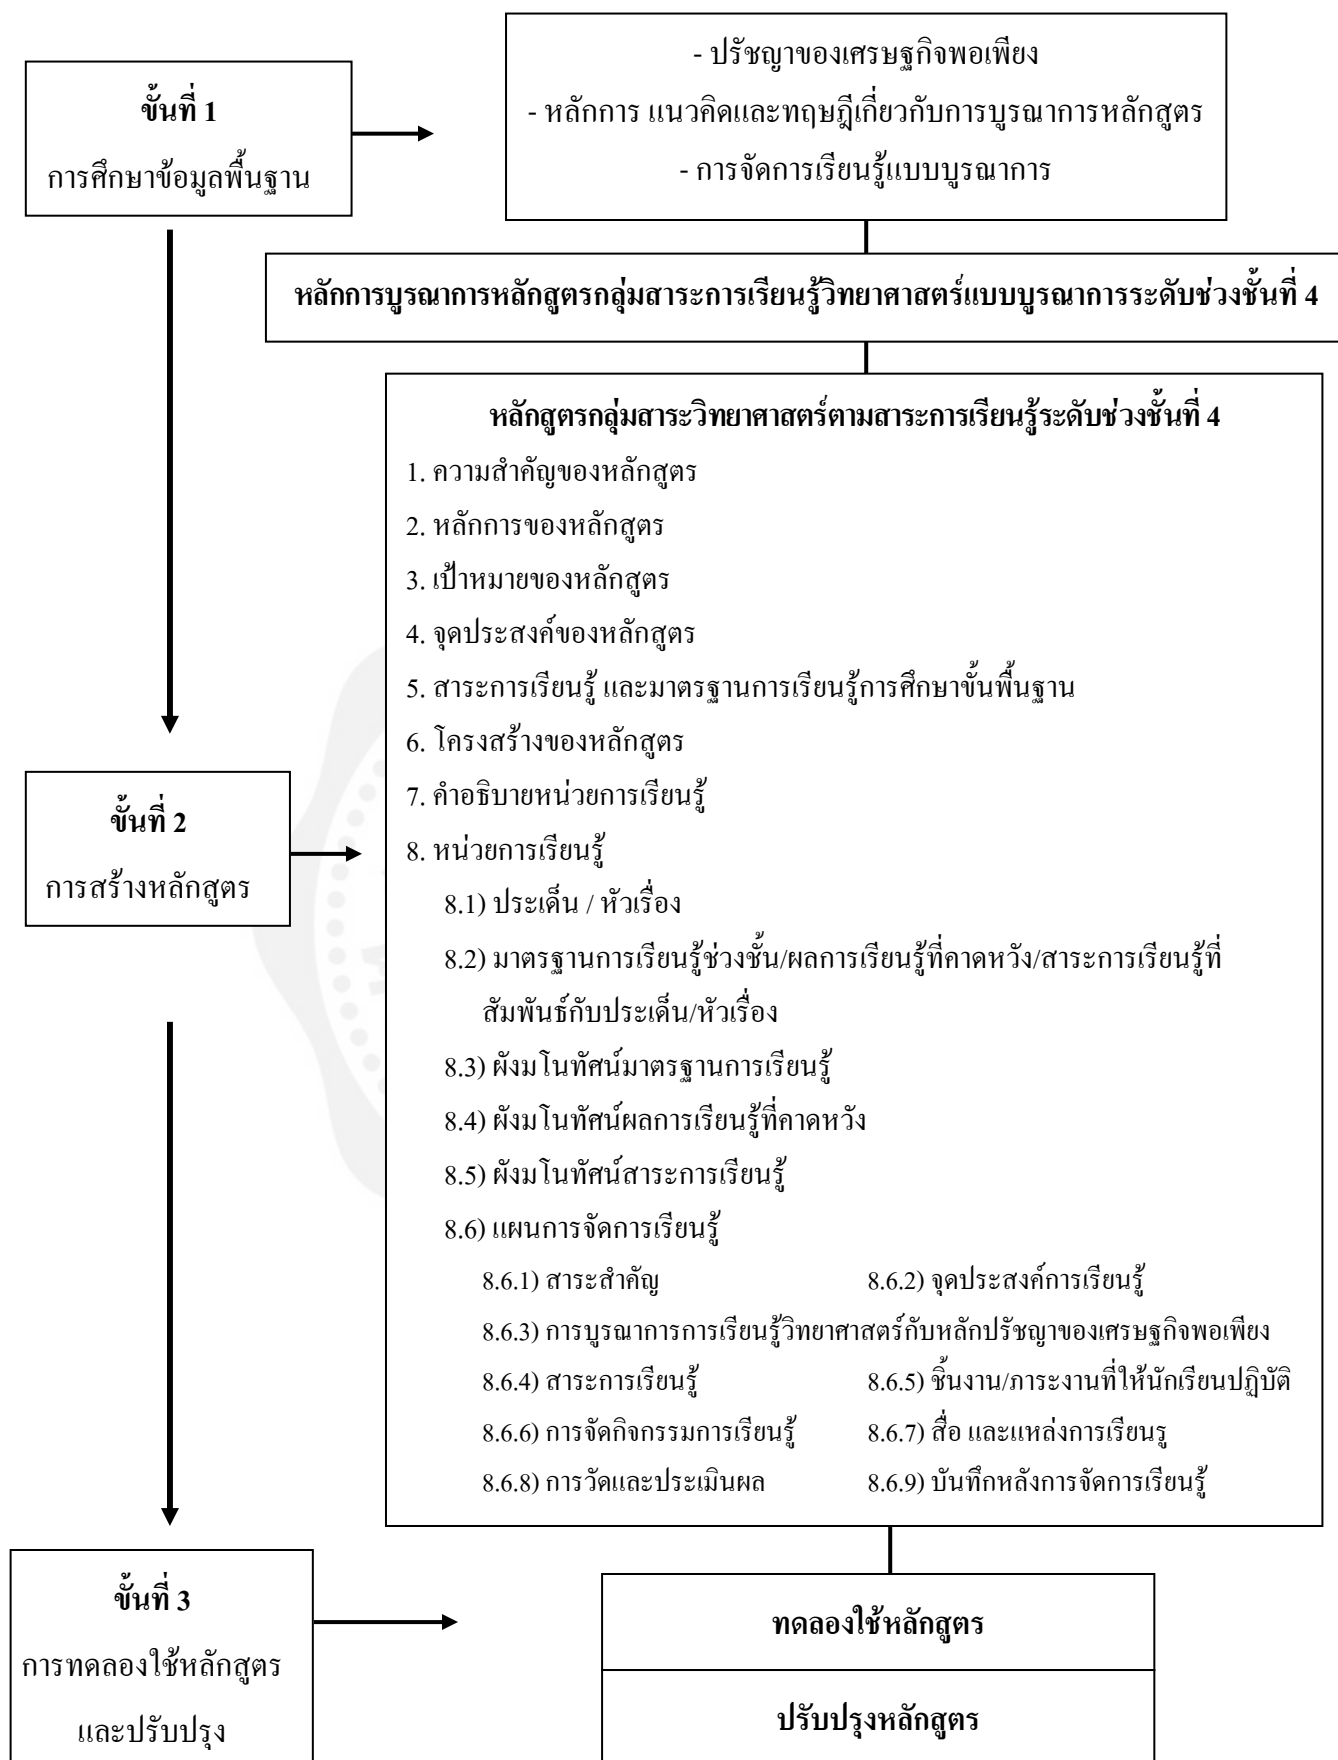 ขั้นที่ 1
การศึกษาข้อมูลพื้นฐาน
- ปรัชญาของเศรษฐกิจพอเพียง
- หลักการ แนวคิดและทฤษฎีเกี่ยวกับการบูรณาการหลักสูตร
- การจัดการเรียนรู้แบบบูรณาการ
หลักการบูรณาการหลักสูตรกลุ่มสาระการเรียนรู้วิทยาศาสตร์แบบบูรณาการระดับช่วงชั้นที่ 4
ขั้นที่ 2
การสร้างหลักสูตร
หลักสูตรกลุ่มสาระวิทยาศาสตร์ตามสาระการเรียนรู้ระดับช่วงชั้นที่ 4
1. ความสำคัญของหลักสูตร
2. หลักการของหลักสูตร
3. เป้าหมายของหลักสูตร
4. จุดประสงค์ของหลักสูตร
5. สาระการเรียนรู้ และมาตรฐานการเรียนรู้การศึกษาขั้นพื้นฐาน
6. โครงสร้างของหลักสูตร
7. คำอธิบายหน่วยการเรียนรู้
8. หน่วยการเรียนรู้
8.1) ประเด็น / หัวเรื่อง
8.2) มาตรฐานการเรียนรู้ช่วงชั้น/ผลการเรียนรู้ที่คาดหวัง/สาระการเรียนรู้ที่
สัมพันธ์กับประเด็น/หัวเรื่อง
8.3) ผังมโนทัศน์มาตรฐานการเรียนรู้
8.4) ผังมโนทัศน์ผลการเรียนรู้ที่คาดหวัง
8.5) ผังมโนทัศน์สาระการเรียนรู้
8.6) แผนการจัดการเรียนรู้
8.6.1) สาระสำคัญ 8.6.2) จุดประสงค์การเรียนรู้
8.6.3) การบูรณาการการเรียนรู้วิทยาศาสตร์กับหลักปรัชญาของเศรษฐกิจพอเพียง
8.6.4) สาระการเรียนรู้ 8.6.5) ชิ้นงาน/ภาระงานที่ให้นักเรียนปฏิบัติ
8.6.6) การจัดกิจกรรมการเรียนรู้ 8.6.7) สื่อ และแหล่งการเรียนรู
8.6.8) การวัดและประเมินผล 8.6.9) บันทึกหลังการจัดการเรียนรู้
ขั้นที่ 3
การทดลองใช้หลักสูตร
และปรับปรุง
ทดลองใช้หลักสูตร
ปรับปรุงหลักสูตร